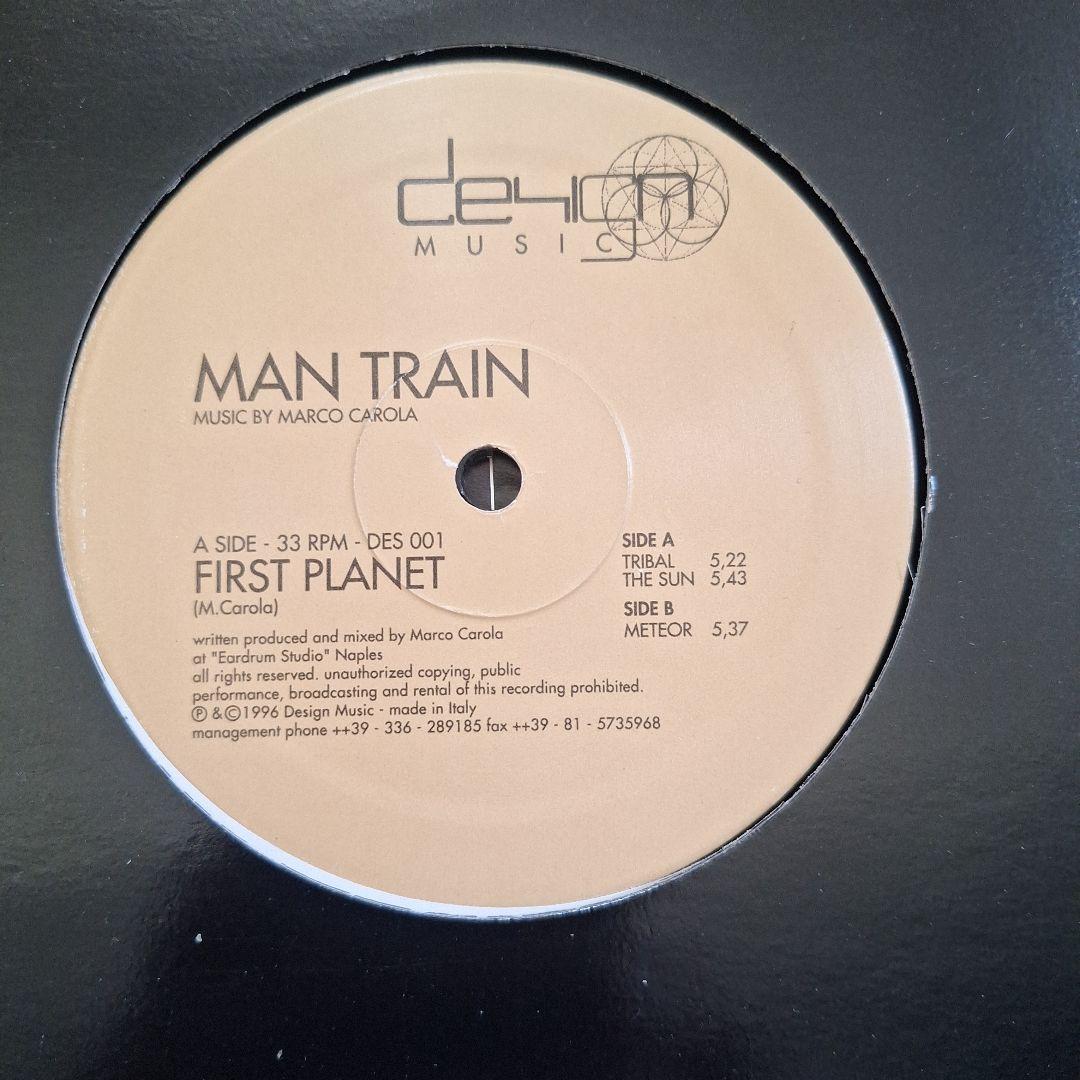 design
MUSIC
MAN TRAIN
MUSIC BY MARCO CAROLA
A SIDE - 33 RPM - DES 001
FIRST PLANET
(M.Carola)
written produced and mixed by Marco Carola
at "Eardrum Studio" Naples
all rights reserved. unauthorized copying, public
performance, broadcasting and rental of this recording prohibited.
Ⓟ &©1996 Design Music - made in Italy
management phone ++39 - 336 - 289185 fax ++39 - 81 - 5735968
SIDE A
TRIBAL 5,22
THE SUN 5,43
SIDE B
METEOR 5,37